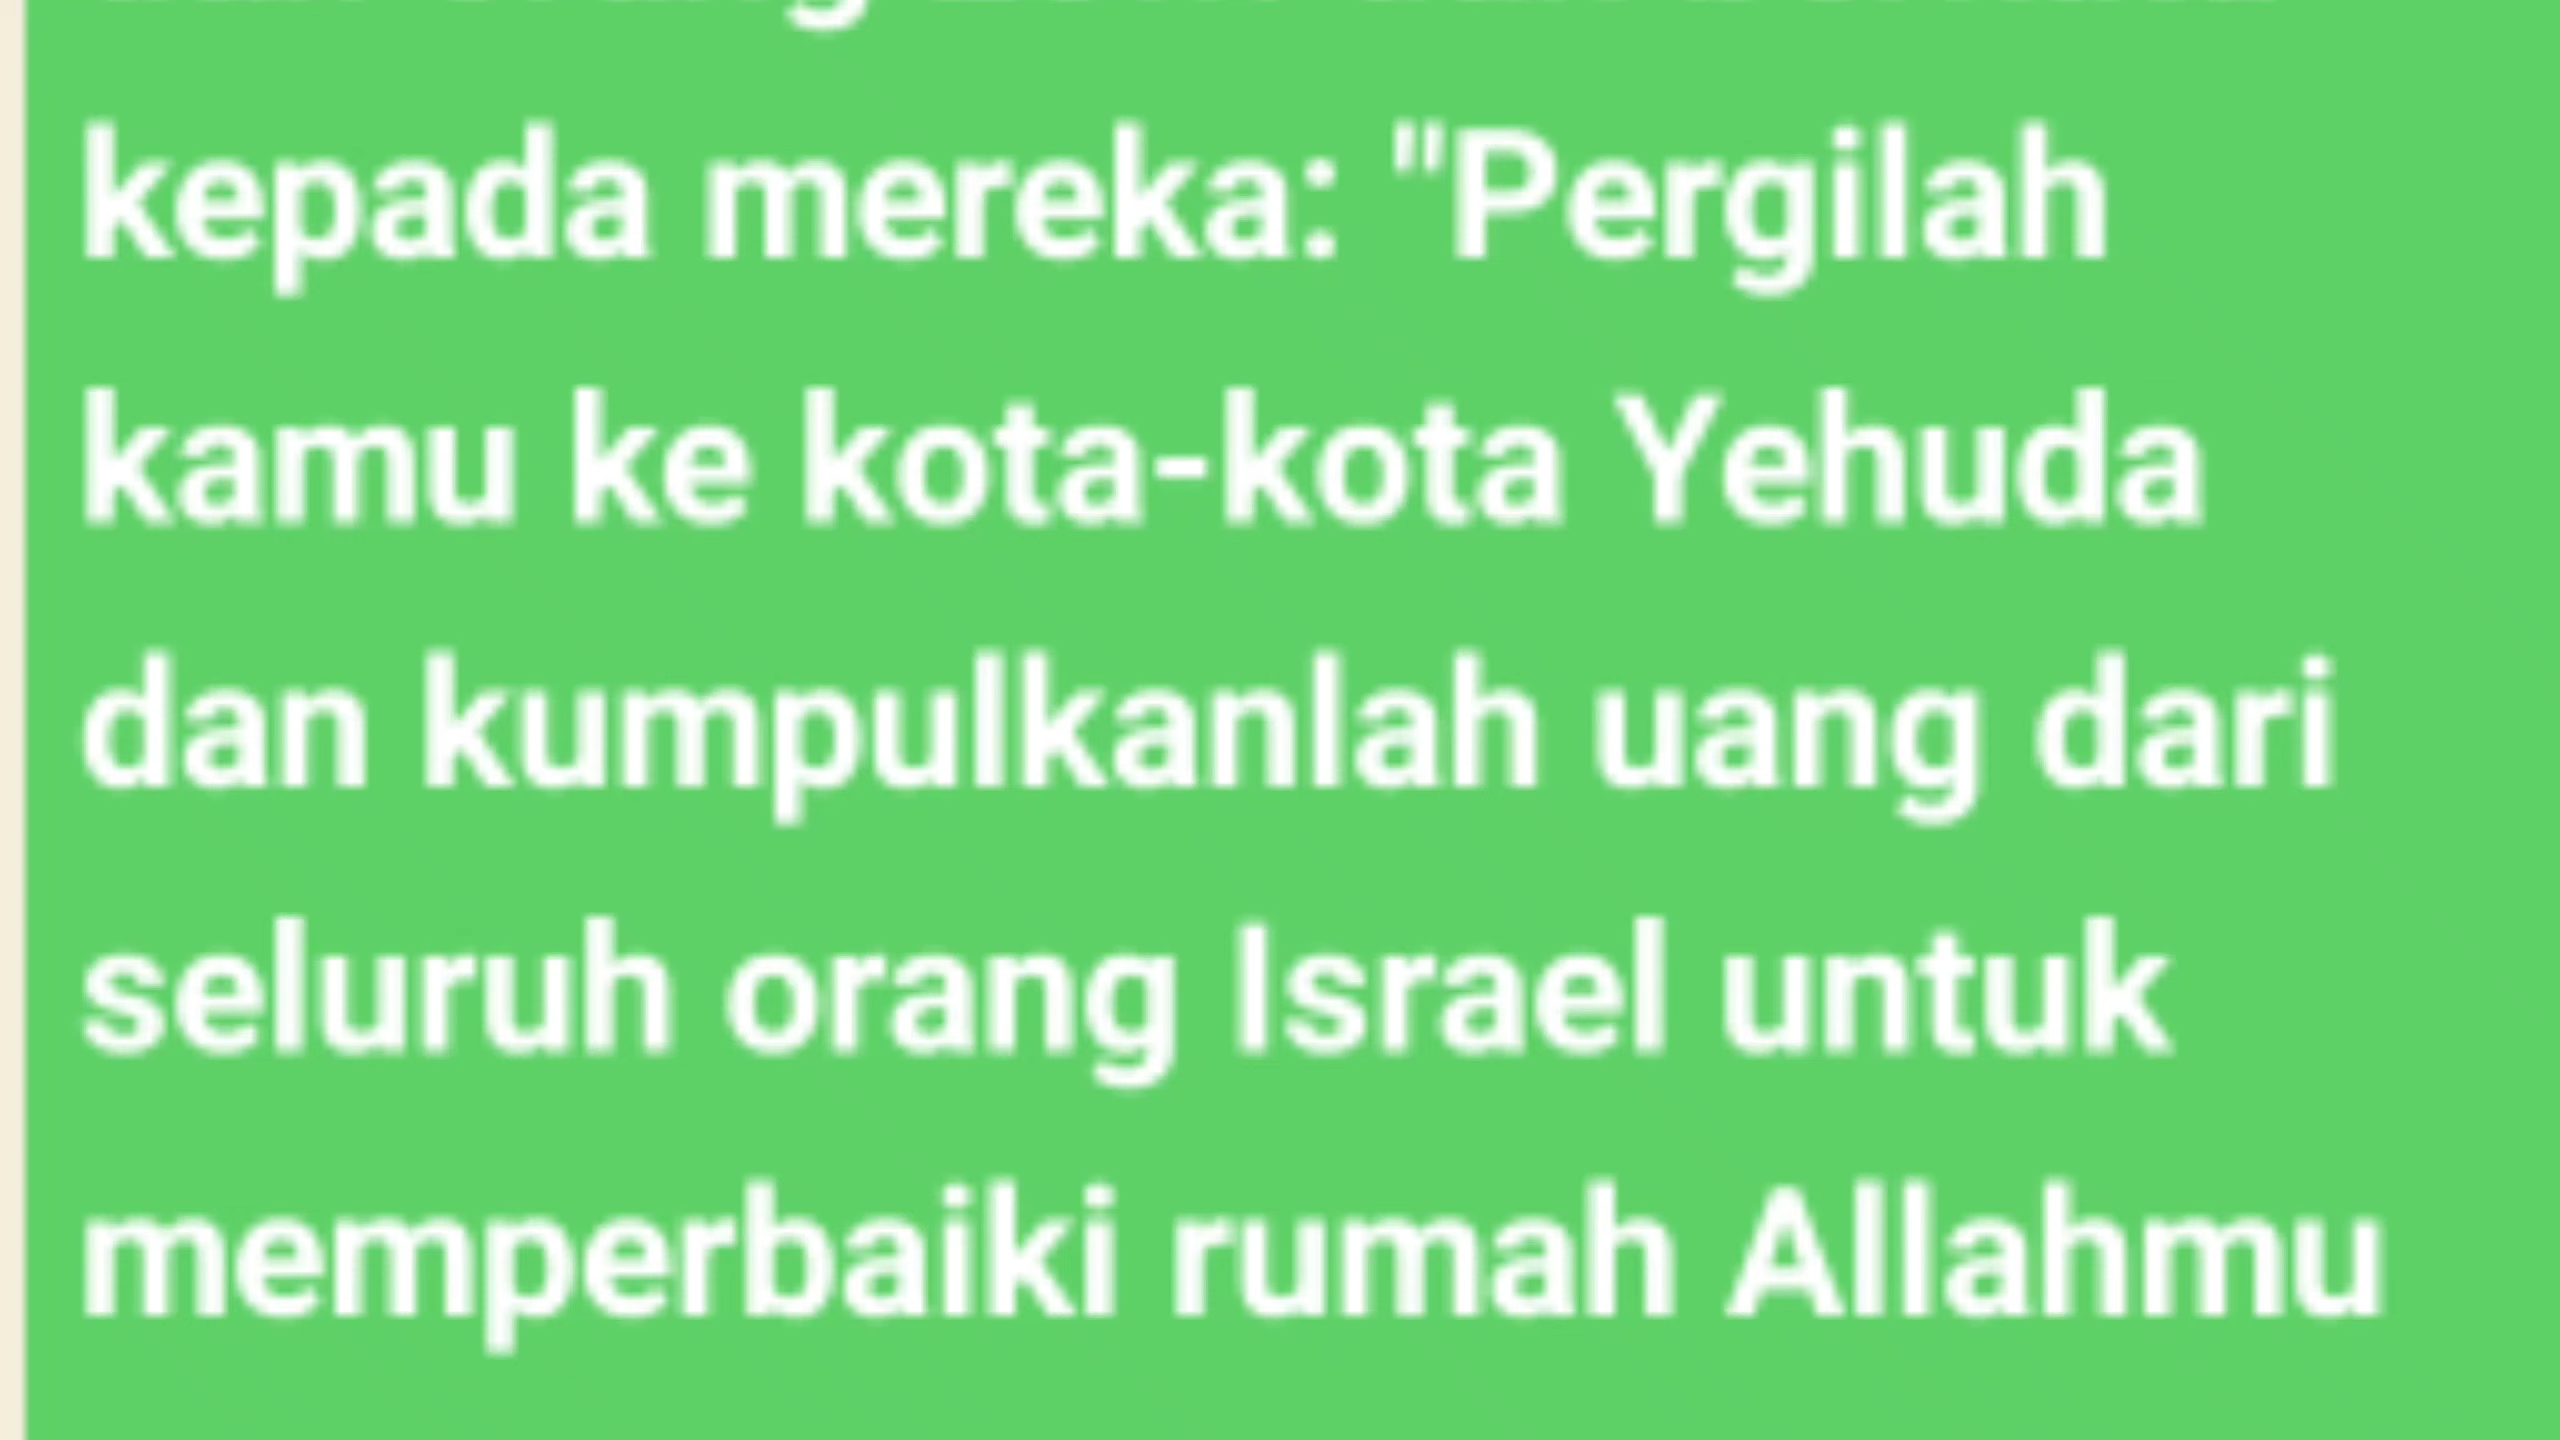 kepada mereka: "Pergilah
kamu ke kota-kota Yehuda
dan kumpulkanlah uang dari
seluruh orang Israel untuk
memperbaiki rumah Allahmu